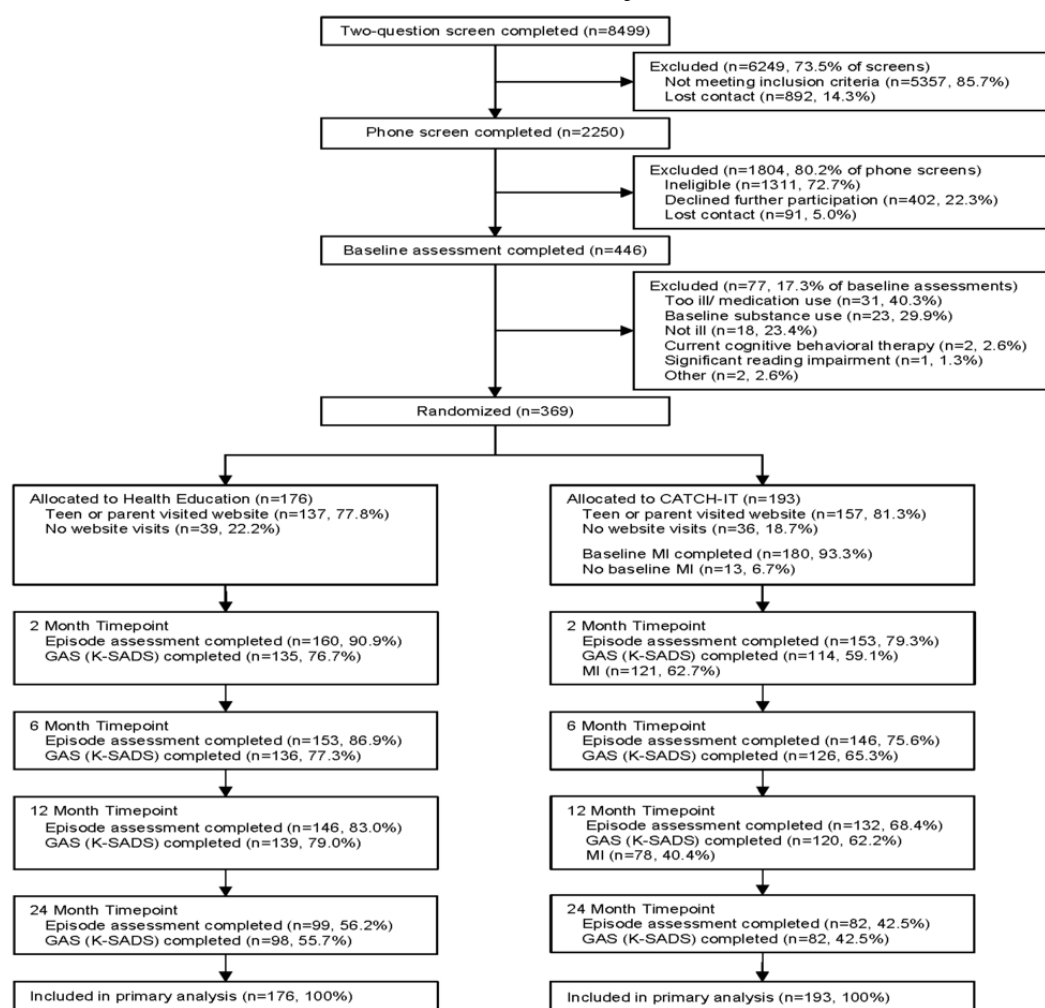 Two-question screen completed (n=8499)
Excluded (n=6249, 73.5% of screens)
Not meeting inclusion criteria (n=5357, 85.7%)
Lost contact (n=892, 14.3%)
Phone screen completed (n=2250)
Excluded (n=1804, 80.2% of phone screens)
Ineligible (n=1311, 72.7%)
Declined further participation (n=402, 22.3%)
Lost contact (n=91, 5.0%)
Baseline assessment completed (n=446)
Excluded (n=77, 17.3% of baseline assessments)
Too ill/ medication use (n=31, 40.3%)
Baseline substance use (n=23, 29.9%)
Not ill (n=18, 23.4%)
Current cognitive behavioral therapy (n=2, 2.6%)
Significant reading impairment (n=1, 1.3%)
Other (n=2, 2.6%)
Randomized (n=369)
Allocated to Health Education (n=176)
Teen or parent visited website (n=137, 77.8%)
No website visits (n=39, 22.2%)
Allocated to CATCH-IT (n=193)
Teen or parent visited website (n=157, 81.3%)
No website visits (n=36, 18.7%)
Baseline MI completed (n=180, 93.3%)
No baseline MI (n=13, 6.7%)
2 Month Timepoint
Episode assessment completed (n=160, 90.9%)
GAS (K-SADS) completed (n=135, 76.7%)
2 Month Timepoint
Episode assessment completed (n=153, 79.3%)
GAS (K-SADS) completed (n=114, 59.1%)
MI (n=121, 62.7%)
6 Month Timepoint
Episode assessment completed (n=153, 86.9%)
GAS (K-SADS) completed (n=136, 77.3%)
6 Month Timepoint
Episode assessment completed (n=146, 75.6%)
GAS (K-SADS) completed (n=126, 65.3%)
12 Month Timepoint
Episode assessment completed (n=146, 83.0%)
GAS (K-SADS) completed (n=139, 79.0%)
12 Month Timepoint
Episode assessment completed (n=132, 68.4%)
GAS (K-SADS) completed (n=120, 62.2%)
MI (n=78, 40.4%)
24 Month Timepoint
Episode assessment completed (n=99, 56.2%)
GAS (K-SADS) completed (n=98, 55.7%)
24 Month Timepoint
Episode assessment completed (n=82, 42.5%)
GAS (K-SADS) completed (n=82, 42.5%)
Included in primary analysis (n=176, 100%)
Included in primary analysis (n=193, 100%)